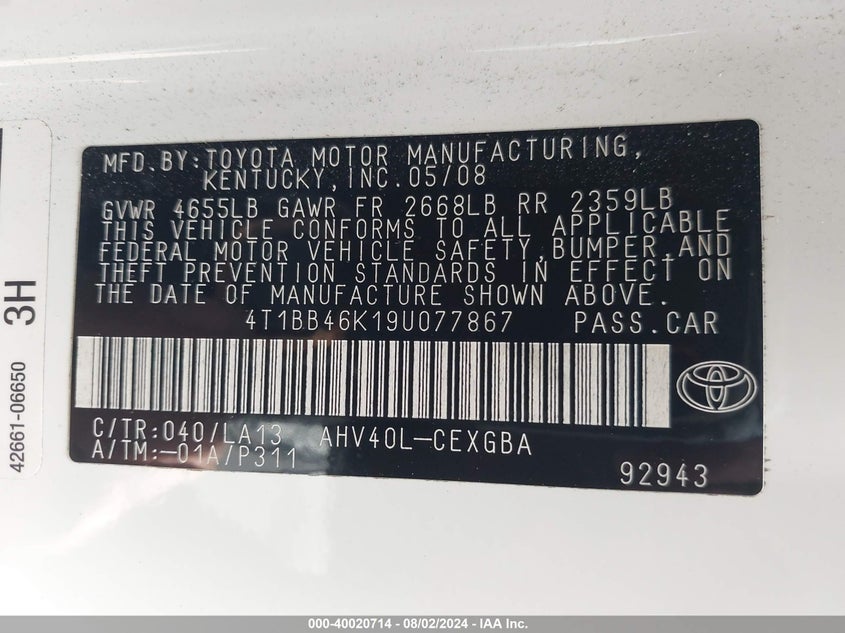 MFD.BY:TOYOTA MOTOR MANUFACTURING,
KENTUCKY,INC.05/08
GVWR 4655LB GAWR FR 2668LB RR 2359LB
THIS VEHICLE CONFORMS TO ALL APPLICABLE
FEDERAL MOTOR VEHICLE SAFETY,BUMPER,AND
THEFT PREVENTION STANDARDS IN EFFECT ON
THE DATE OF MANUFACTURE SHOWN ABOVE.
4T1BB46K19U077867 PASS.CAR
C/TR:040/LA13 AHV40L-CEXGBA
A/TM:-01A/P311
92943
42661-06650 3H
000-40020714 - 08/02/2024 - IAA Inc.